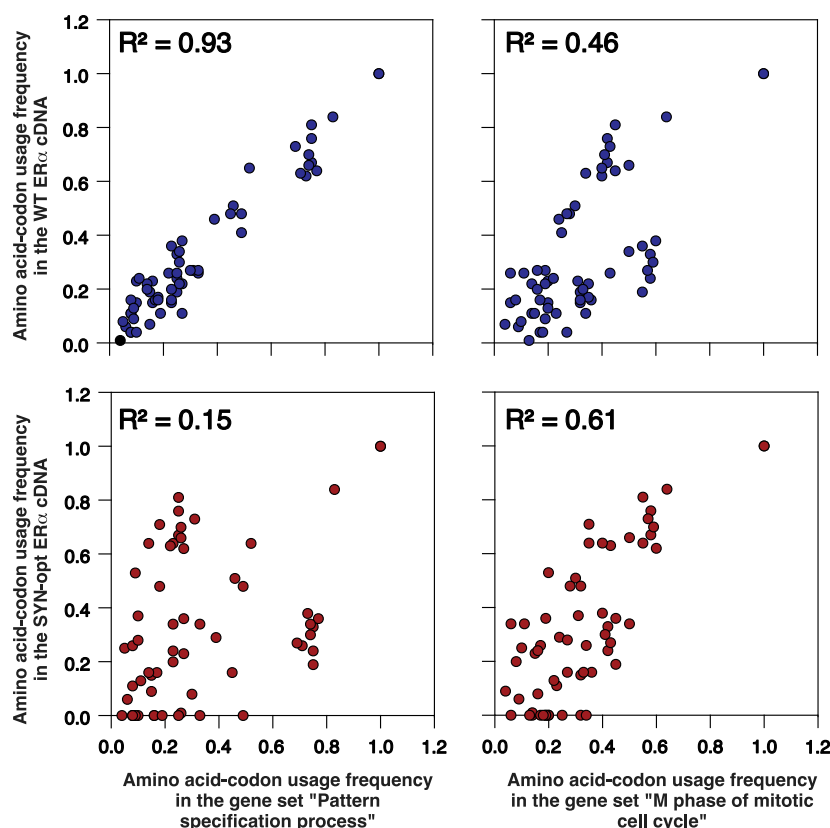 R² = 0.93
1.2
1.0
0.8
0.6
0.4
0.2
0.0
Amino acid-codon usage frequency
in the WT ERα cDNA
R² = 0.46
R² = 0.15
1.2
1.0
0.8
0.6
0.4
0.2
0.0
Amino acid-codon usage frequency
in the SYN-opt ERα cDNA
R² = 0.61
0.0 0.2 0.4 0.6 0.8 1.0 1.2
0.0 0.2 0.4 0.6 0.8 1.0 1.2
Amino acid-codon usage frequency
in the gene set "Pattern
specification process"
Amino acid-codon usage frequency
in the gene set "M phase of mitotic
cell cycle"